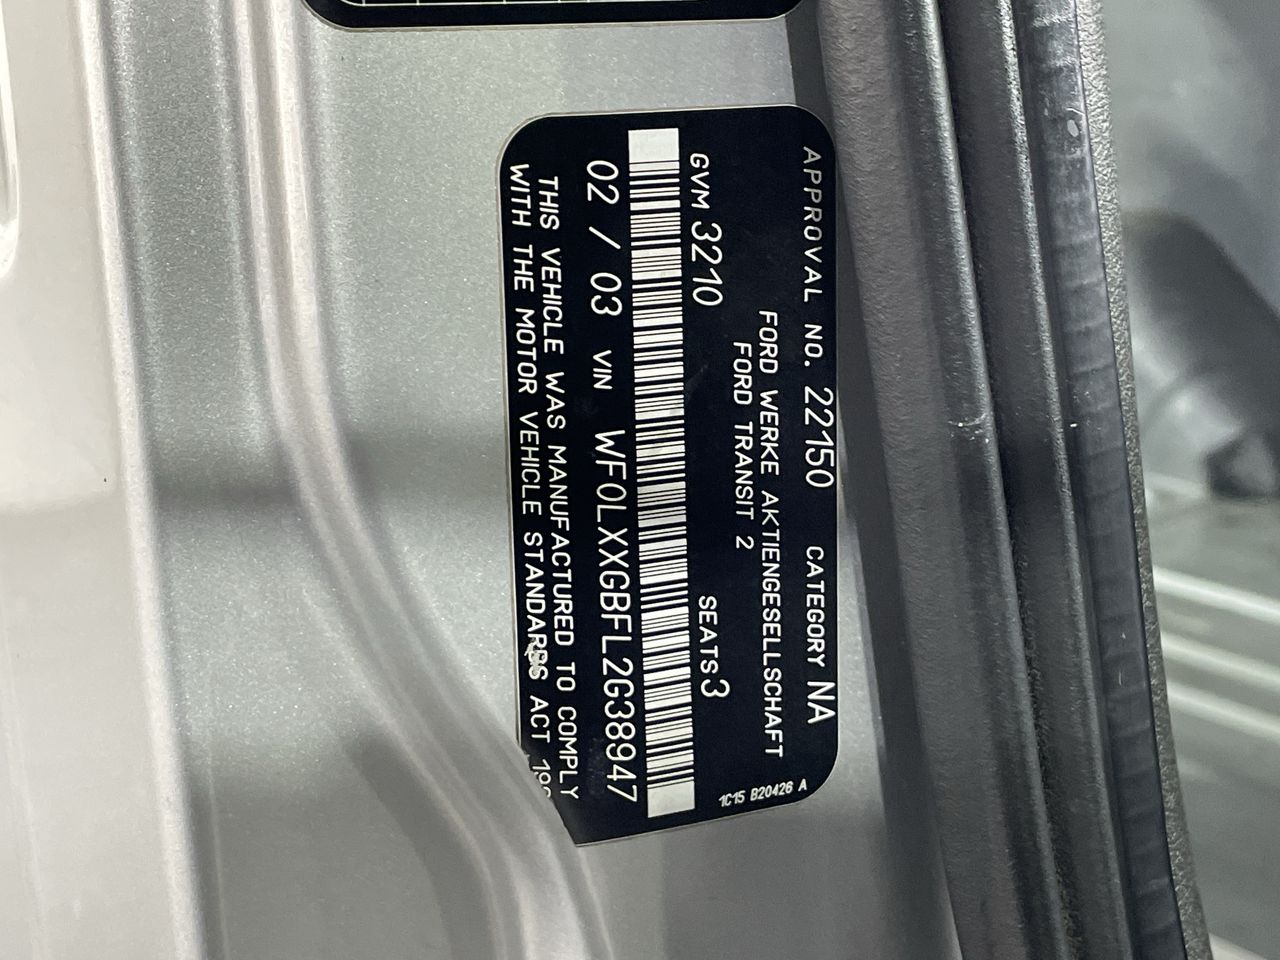 APPROVAL NO. 22150 CATEGORY NA
FORD WERKE AKTIENGESELLSCHAFT
FORD TRANSIT 2
GVM 3210 SEATS 3
02 / 03 VIN WF0LXXGBFL2G38947
THIS VEHICLE WAS MANUFACTURED TO COMPLY
WITH THE MOTOR VEHICLE STANDARDS ACT
1C15 B20426 A